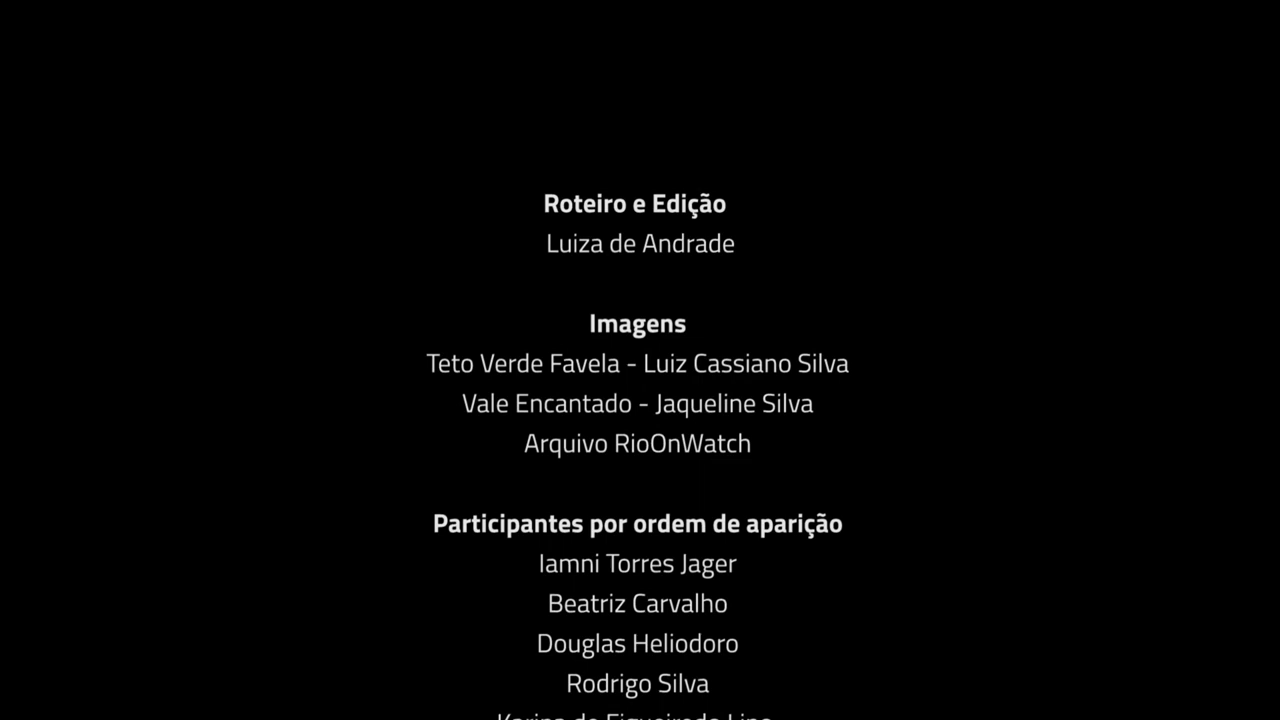 Roteiro e Edição
Luiza de Andrade
Imagens
Teto Verde Favela - Luiz Cassiano Silva
Vale Encantado - Jaqueline Silva
Arquivo RioOnWatch
Participantes por ordem de aparição
Iamni Torres Jager
Beatriz Carvalho
Douglas Heliodoro
Rodrigo Silva